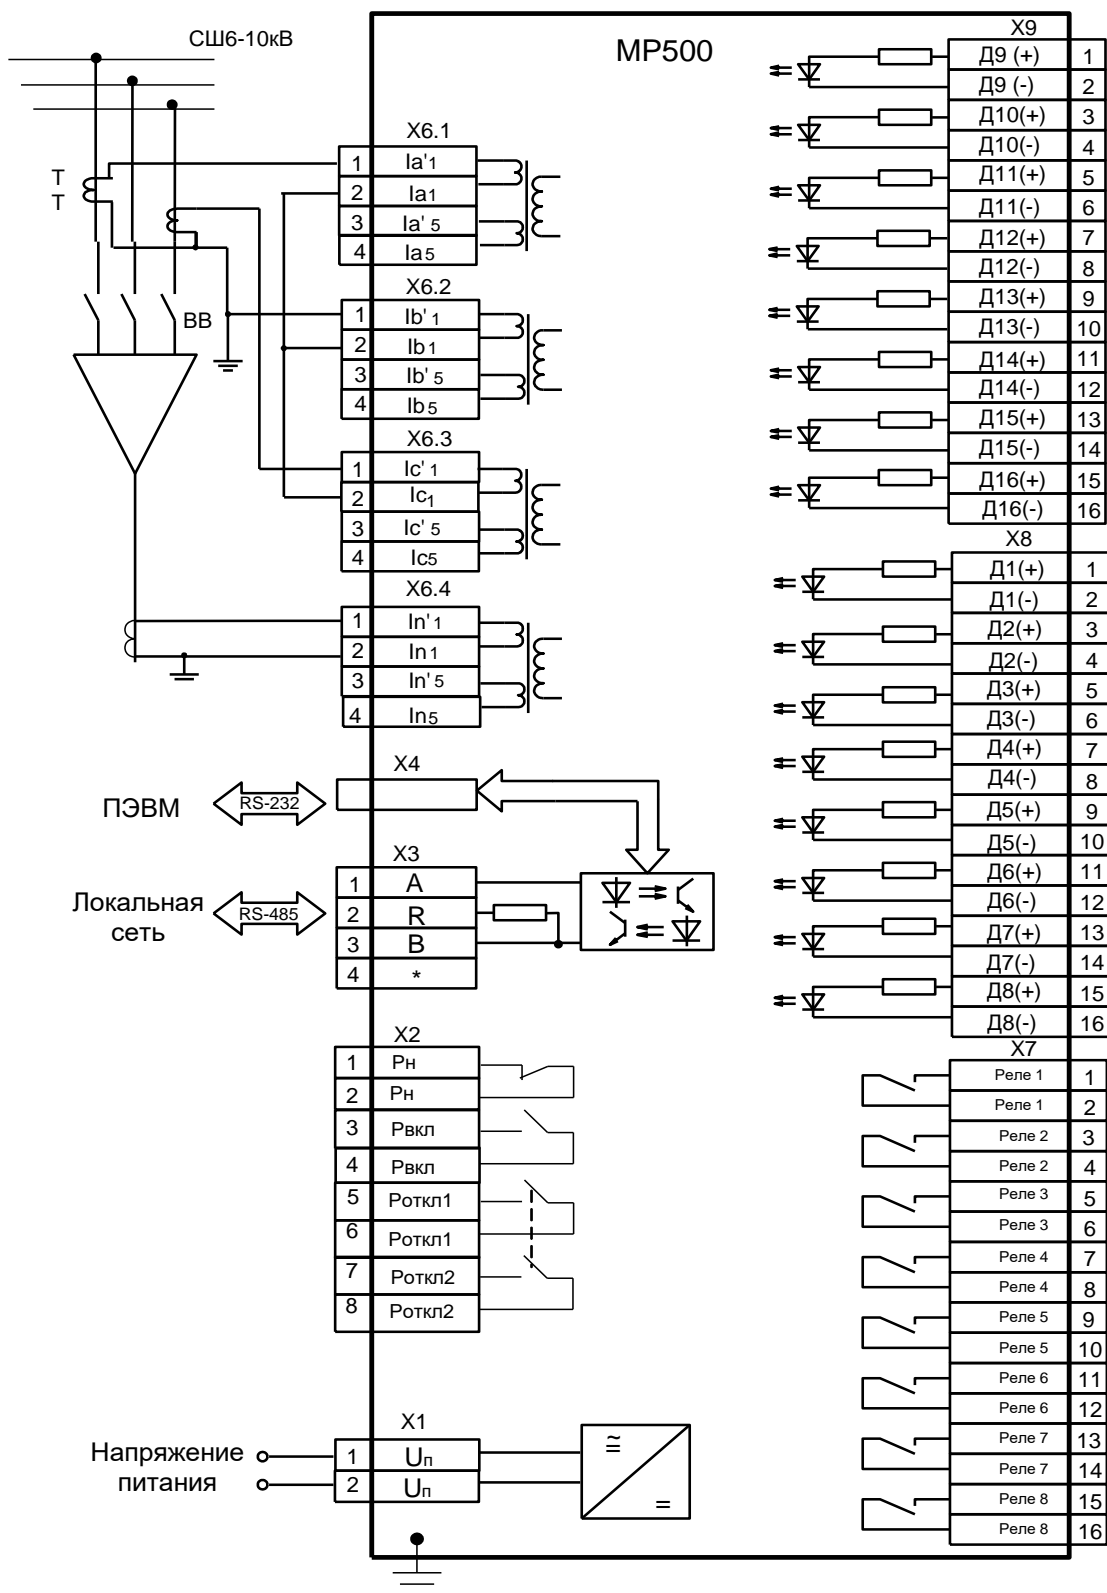 СШ6-10кВ
МР500
Т
Т
ВВ
X6.1
1 Ia'1
2 Ia1
3 Ia' 5
4 Ia5
X6.2
1 Ib' 1
2 Ib 1
3 Ib' 5
4 Ib 5
X6.3
1 Ic' 1
2 Ic1
3 Ic' 5
4 Ic5
X6.4
1 In' 1
2 In 1
3 In' 5
4 In5
ПЭВМ
RS-232
X4
Локальная
сеть
RS-485
X3
1 A
2 R
3 B
4 *
X2
1 Рн
2 Рн
3 Рвкл
4 Рвкл
5 Роткл1
6 Роткл1
7 Роткл2
8 Роткл2
Напряжение
питания
X1
1 Uп
2 Uп
≂
=
X9
Д9 (+) 1
Д9 (-) 2
Д10(+) 3
Д10(-) 4
Д11(+) 5
Д11(-) 6
Д12(+) 7
Д12(-) 8
Д13(+) 9
Д13(-) 10
Д14(+) 11
Д14(-) 12
Д15(+) 13
Д15(-) 14
Д16(+) 15
Д16(-) 16
X8
Д1(+) 1
Д1(-) 2
Д2(+) 3
Д2(-) 4
Д3(+) 5
Д3(-) 6
Д4(+) 7
Д4(-) 8
Д5(+) 9
Д5(-) 10
Д6(+) 11
Д6(-) 12
Д7(+) 13
Д7(-) 14
Д8(+) 15
Д8(-) 16
X7
Реле 1 1
Реле 1 2
Реле 2 3
Реле 2 4
Реле 3 5
Реле 3 6
Реле 4 7
Реле 4 8
Реле 5 9
Реле 5 10
Реле 6 11
Реле 6 12
Реле 7 13
Реле 7 14
Реле 8 15
Реле 8 16